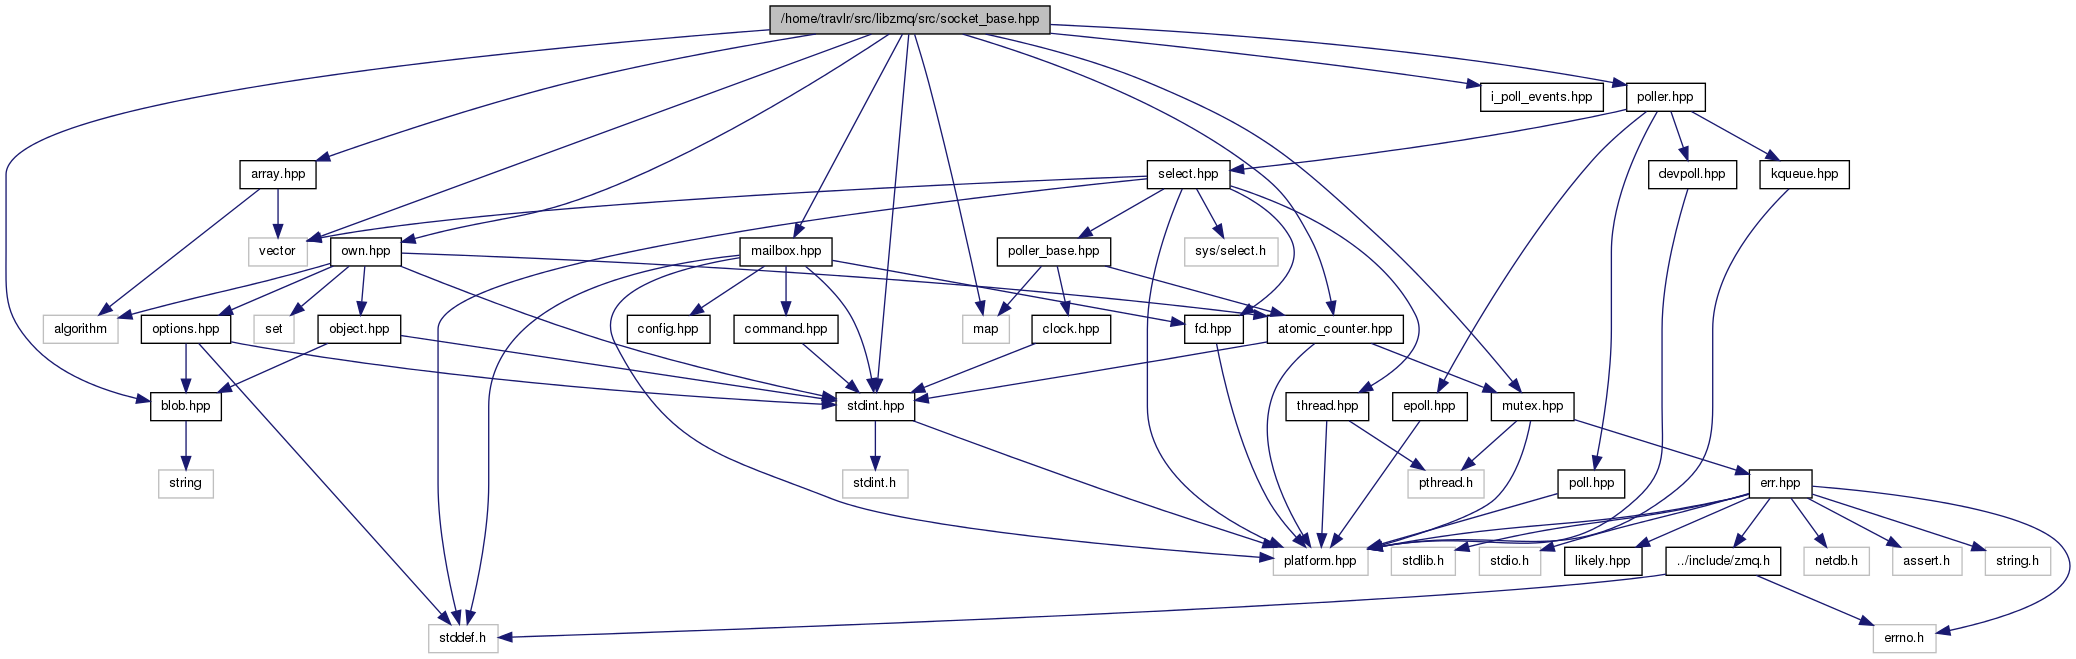 /home/travlr/src/libzmq/src/socket_base.hpp
i_poll_events.hpp
poller.hpp
array.hpp
select.hpp
devpoll.hpp
kqueue.hpp
vector
own.hpp
mailbox.hpp
poller_base.hpp
sys/select.h
algorithm
options.hpp
set
object.hpp
config.hpp
command.hpp
map
clock.hpp
fd.hpp
atomic_counter.hpp
blob.hpp
stdint.hpp
thread.hpp
epoll.hpp
mutex.hpp
string
stdint.h
pthread.h
poll.hpp
err.hpp
platform.hpp
stdlib.h
stdio.h
likely.hpp
../include/zmq.h
netdb.h
assert.h
string.h
stddef.h
errno.h